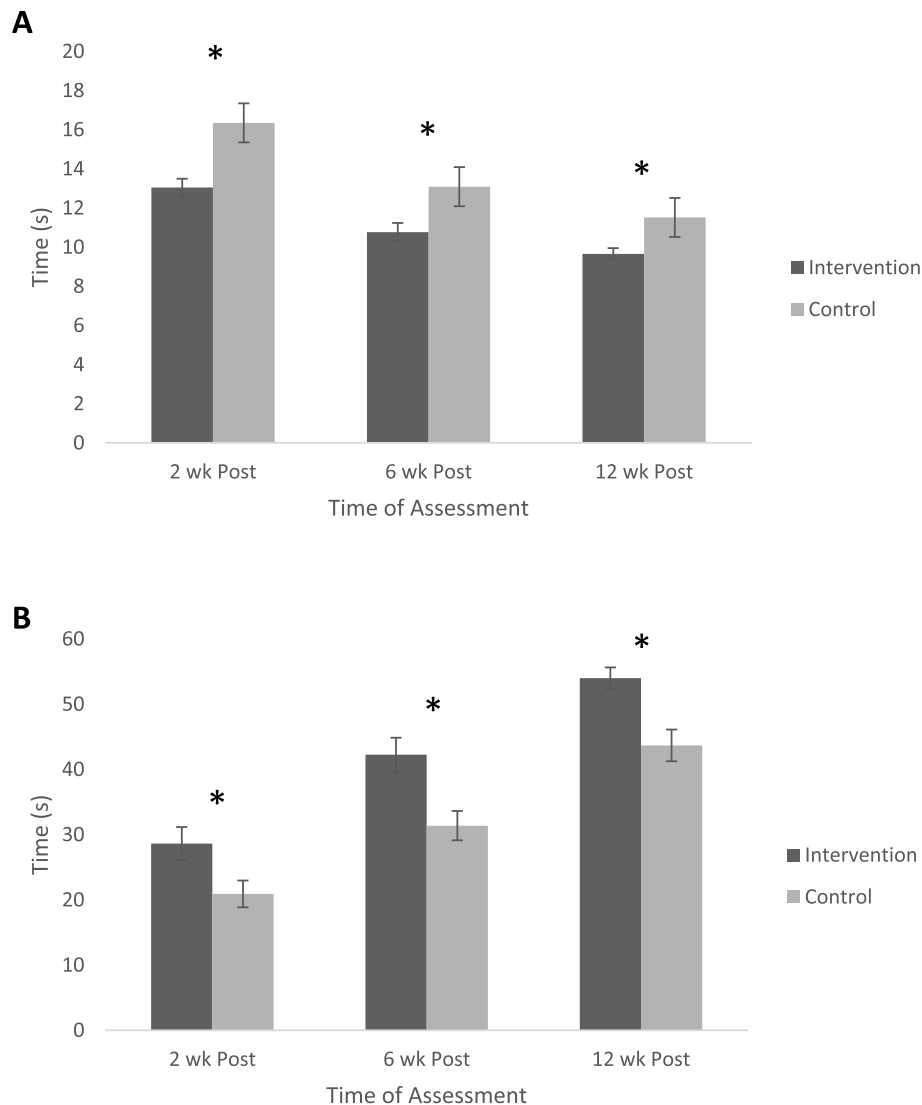 A
20
18
16
14
12
10
8
6
4
2
0
Time (s)
*
*
*
2 wk Post
6 wk Post
12 wk Post
Time of Assessment
Intervention
Control
B
60
50
40
30
20
10
0
Time (s)
*
*
*
2 wk Post
6 wk Post
12 wk Post
Time of Assessment
Intervention
Control